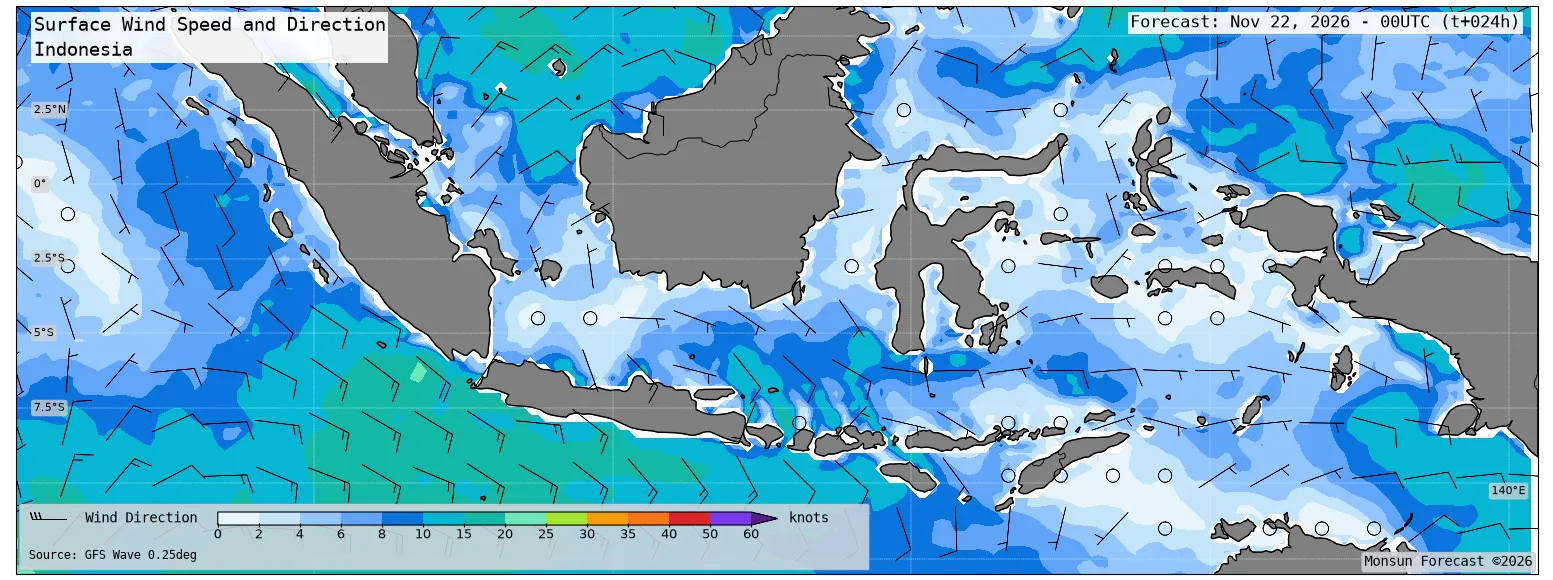 Surface Wind Speed and Direction
Indonesia
Forecast: Nov 22, 2026 - 00UTC (t+024h)
2.5°N
0°
2.5°S
5°S
7.5°S
140°E
Wind Direction
0 2 4 6 8 10 15 20 25 30 35 40 50 60
knots
Source: GFS Wave 0.25deg
Monsun Forecast ©2026